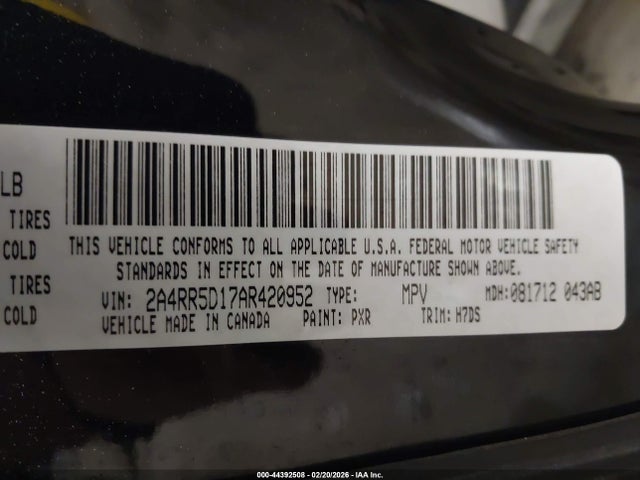 LB
TIRES
COLD
TIRES
COLD
THIS VEHICLE CONFORMS TO ALL APPLICABLE U.S.A. FEDERAL MOTOR VEHICLE SAFETY
STANDARDS IN EFFECT ON THE DATE OF MANUFACTURE SHOWN ABOVE.
VIN: 2A4RR5D17AR420952 TYPE: MPV MDH:081712 043AB
VEHICLE MADE IN CANADA PAINT: PXR TRIM: H7DS
000-44392508 - 02/20/2026 - IAA Inc.